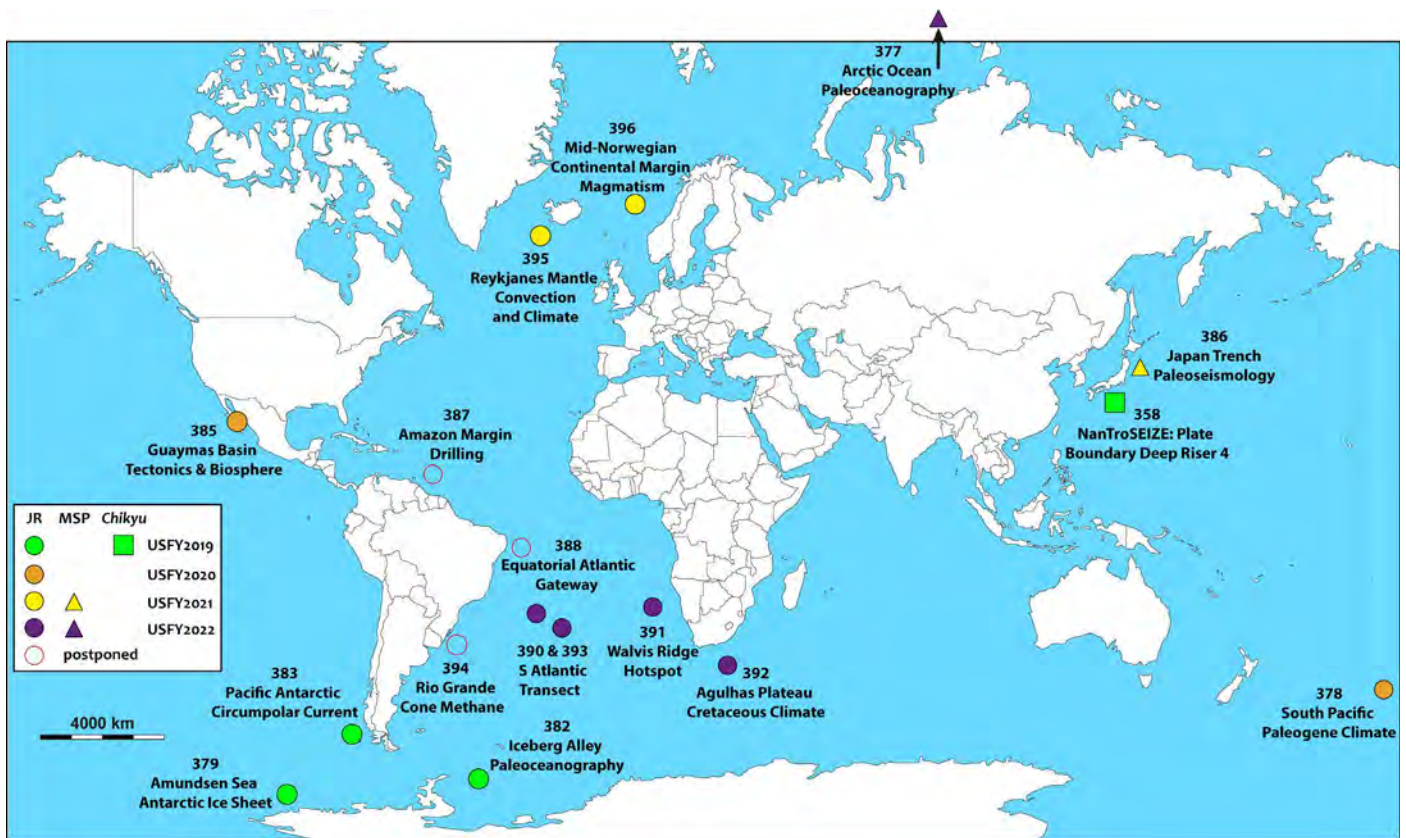 377
Arctic Ocean
Paleoceanography
396
Mid-Norwegian
Continental Margin
Magmatism
395
Reykjanes Mantle
Convection
and Climate
386
Japan Trench
Paleoseismology
358
NanTroSEIZE: Plate
Boundary Deep Riser 4
385
Guaymas Basin
Tectonics & Biosphere
387
Amazon Margin
Drilling
JR MSP Chikyu
USFY2019
USFY2020
USFY2021
USFY2022
postponed
388
Equatorial Atlantic
Gateway
390 & 393
S Atlantic
Transect
391
Walvis Ridge
Hotspot
392
Agulhas Plateau
Cretaceous Climate
394
Rio Grande
Cone Methane
383
Pacific Antarctic
Circumpolar Current
378
South Pacific
Paleogene Climate
4000 km
382
Iceberg Alley
Paleoceanography
379
Amundsen Sea
Antarctic Ice Sheet